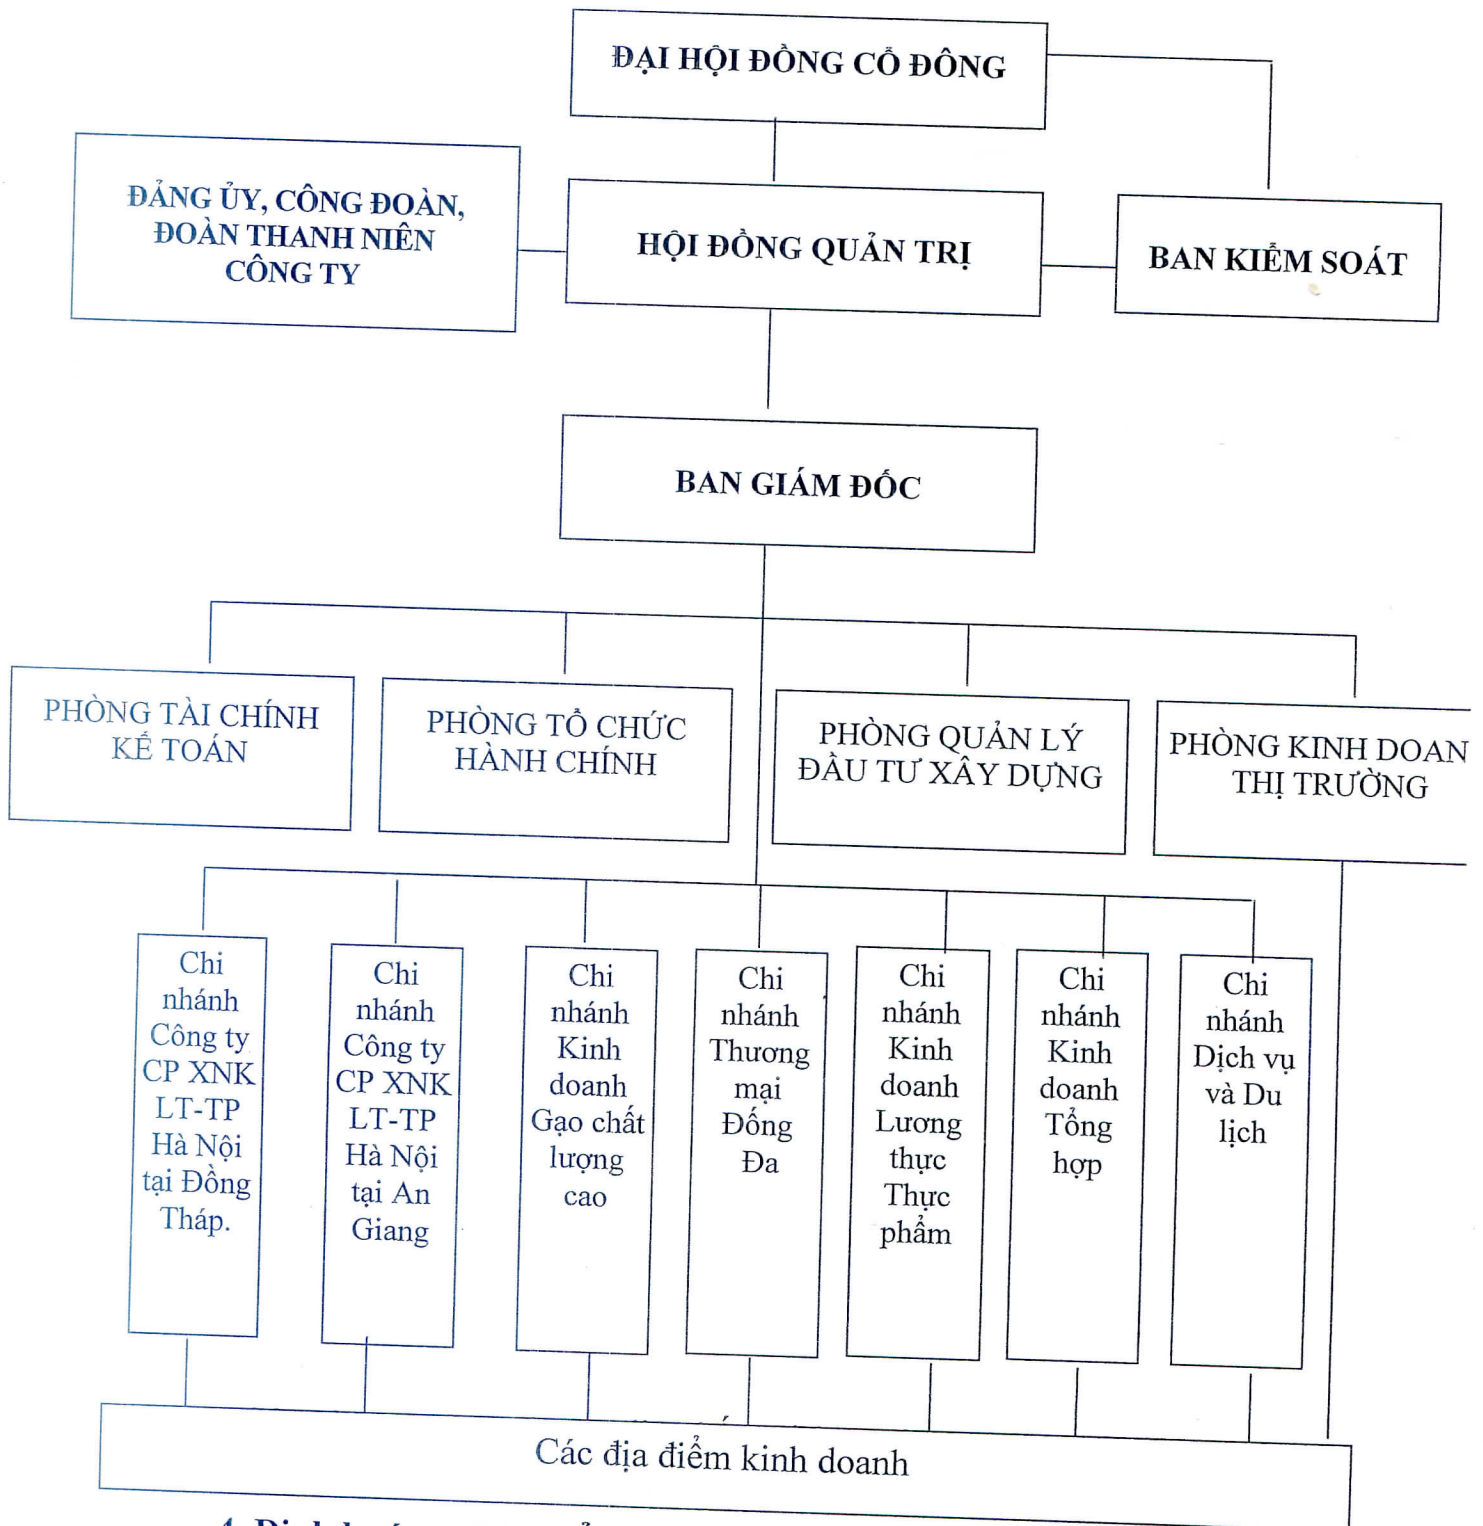 ĐẠI HỘI ĐỒNG CỔ ĐÔNG
ĐẢNG ỦY, CÔNG ĐOÀN,
ĐOÀN THANH NIÊN
CÔNG TY
HỘI ĐỒNG QUẢN TRỊ
BAN KIỂM SOÁT
BAN GIÁM ĐỐC
PHÒNG TÀI CHÍNH
KẾ TOÁN
PHÒNG TỔ CHỨC
HÀNH CHÍNH
PHÒNG QUẢN LÝ
ĐẦU TƯ XÂY DỰNG
PHÒNG KINH DOAN
THỊ TRƯỜNG
Chi
nhánh
Công ty
CP XNK
LT-TP
Hà Nội
tại Đồng
Tháp.
Chi
nhánh
Công ty
CP XNK
LT-TP
Hà Nội
tại An
Giang
Chi
nhánh
Kinh
doanh
Gạo chất
lượng
cao
Chi
nhánh
Thương
mại
Đống
Đa
Chi
nhánh
Kinh
doanh
Lương
thực
Thực
phẩm
Chi
nhánh
Kinh
doanh
Tổng
hợp
Chi
nhánh
Dịch vụ
và Du
lịch
Các địa điểm kinh doanh